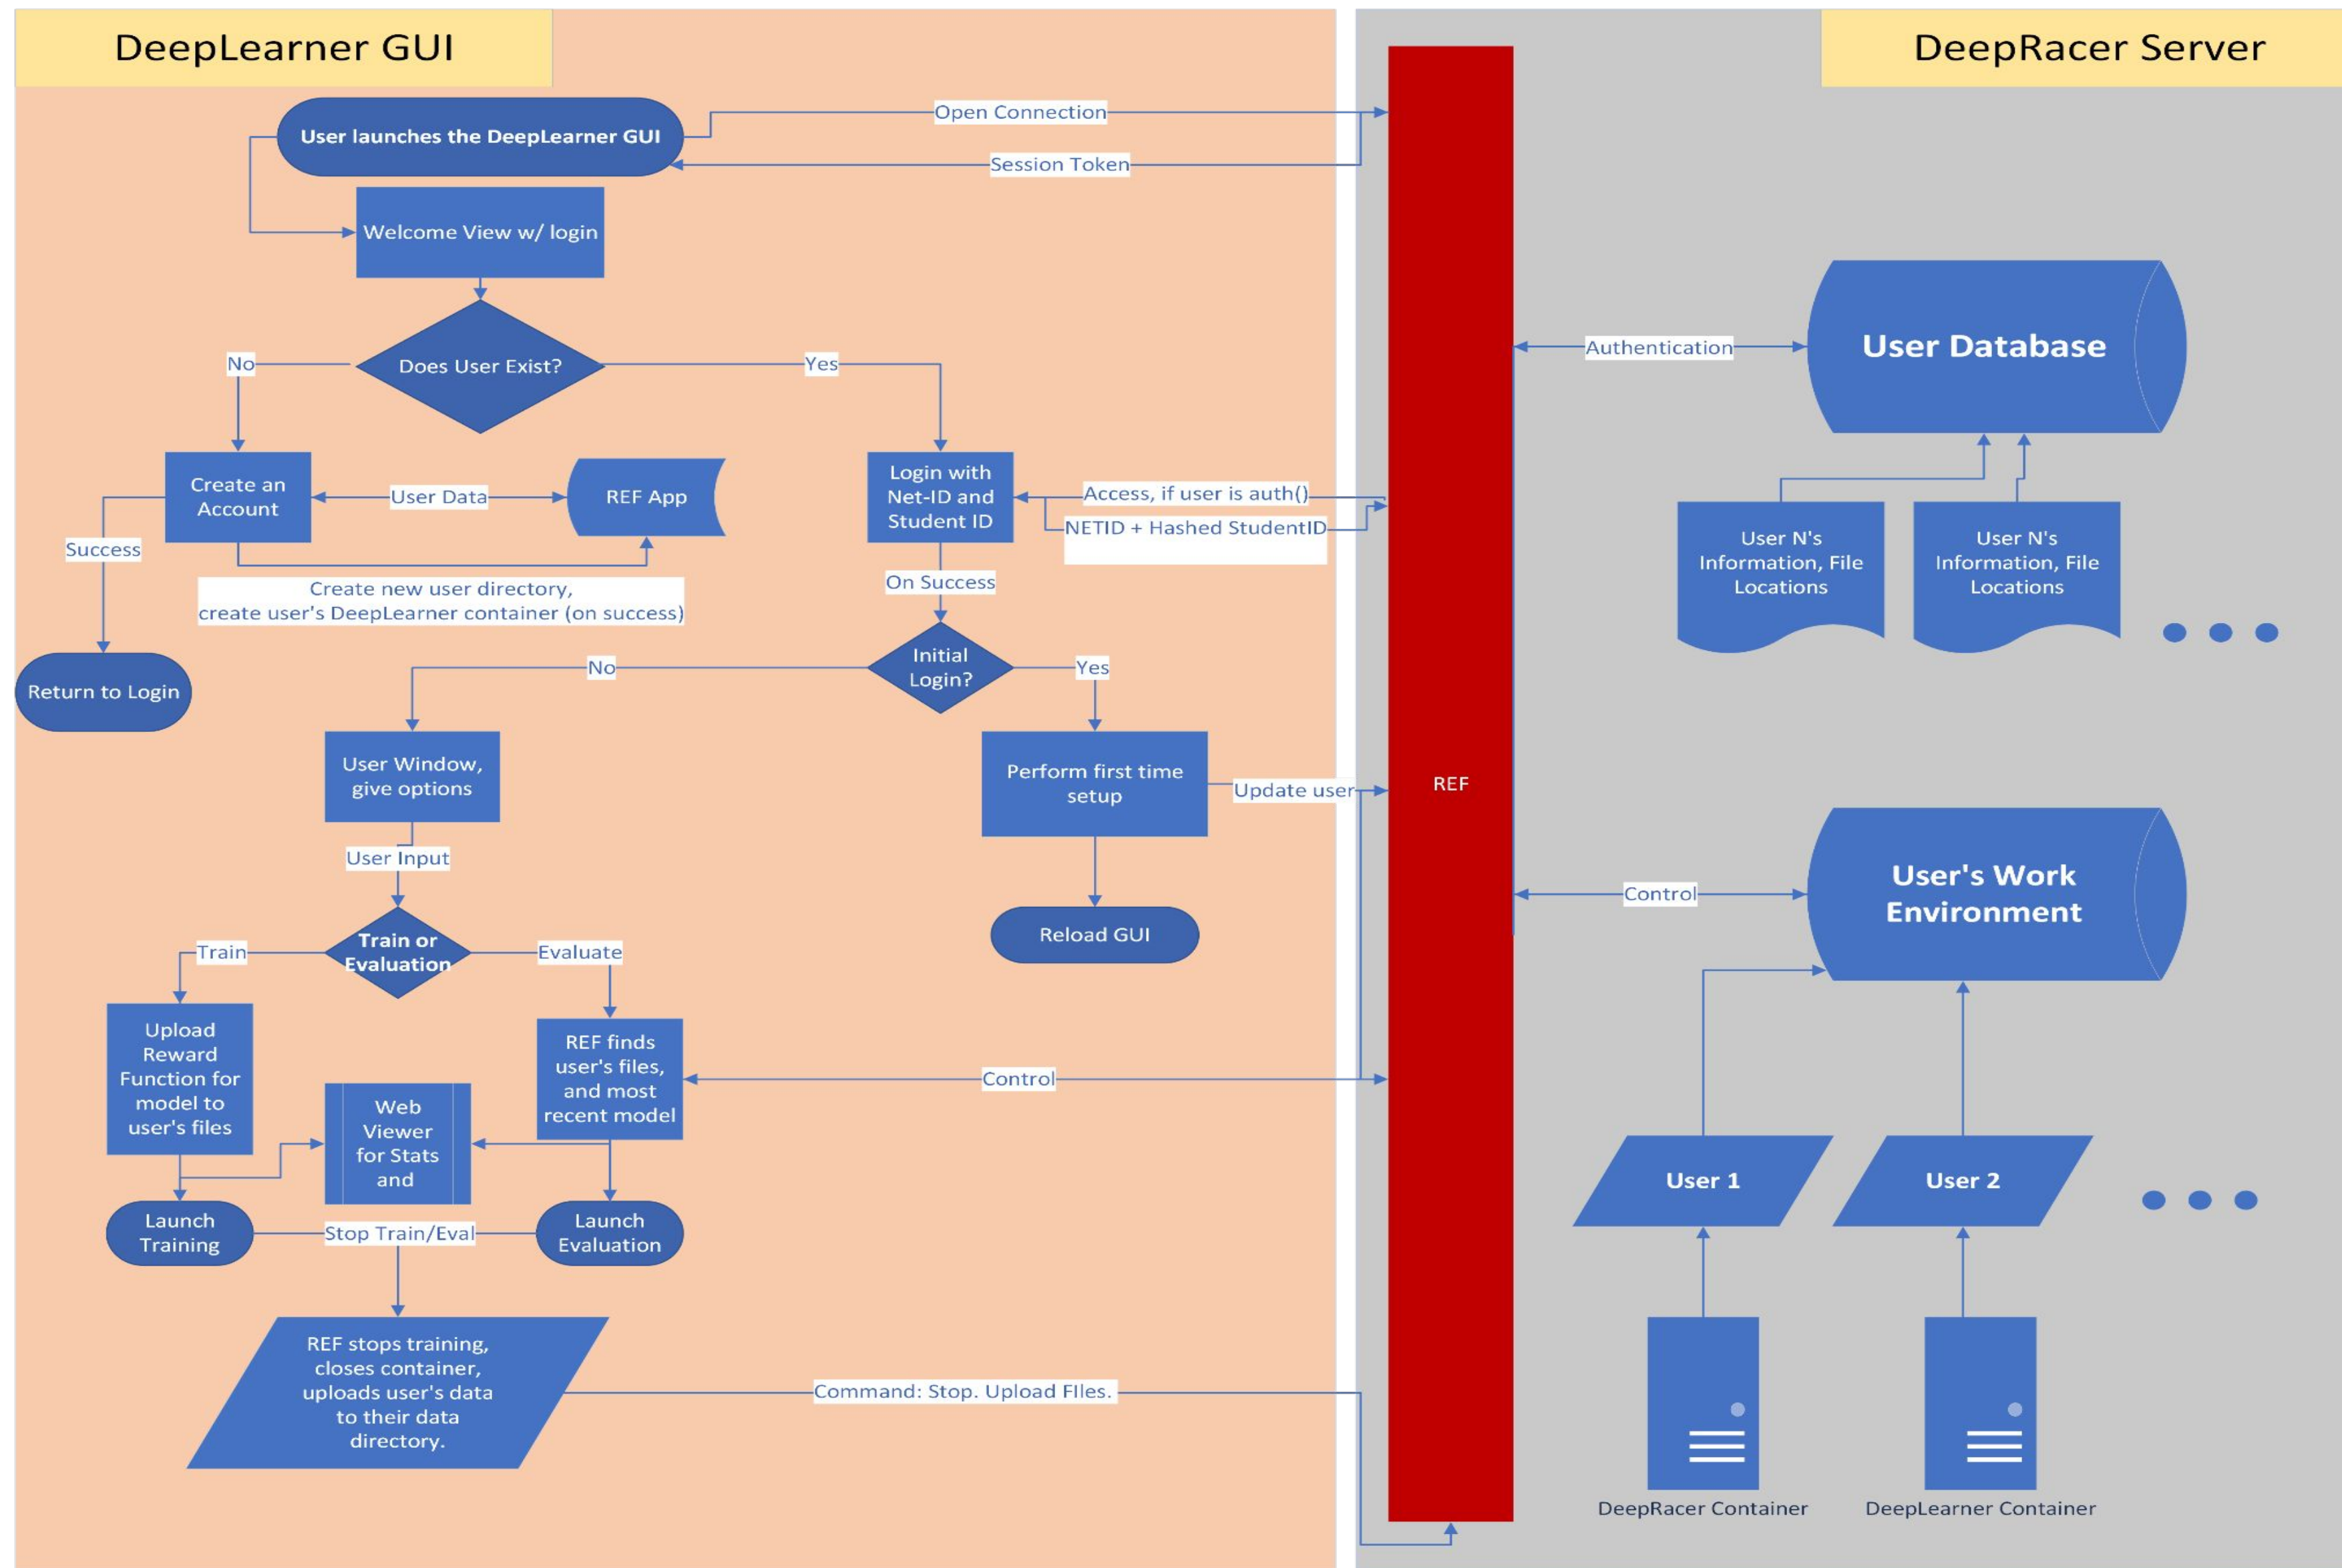 DeepLearner GUI
DeepRacer Server
User launches the DeepLearner GUI
Open Connection
Session Token
Welcome View w/ login
Does User Exist?
No
Yes
Authentication
User Database
Create an
Account
User Data
REF App
Login with
Net-ID and
Student ID
Access, if user is auth()
NETID + Hashed StudentID
Success
Create new user directory,
create user's DeepLearner container (on success)
On Success
User N's
Information, File
Locations
User N's
Information, File
Locations
Return to Login
Initial
Login?
No
Yes
User Window,
give options
Perform first time
setup
Update user
REF
User Input
Control
User's Work
Environment
Reload GUI
Train or
Evaluation
Train
Evaluate
Upload
Reward
Function for
model to
user's files
REF finds
user's files,
and most
recent model
Control
Web
Viewer
for Stats
and
User 1
User 2
Launch
Training
Stop Train/Eval
Launch
Evaluation
REF stops training,
closes container,
uploads user's data
to their data
directory.
Command: Stop. Upload FIles.
DeepRacer Container
DeepLearner Container